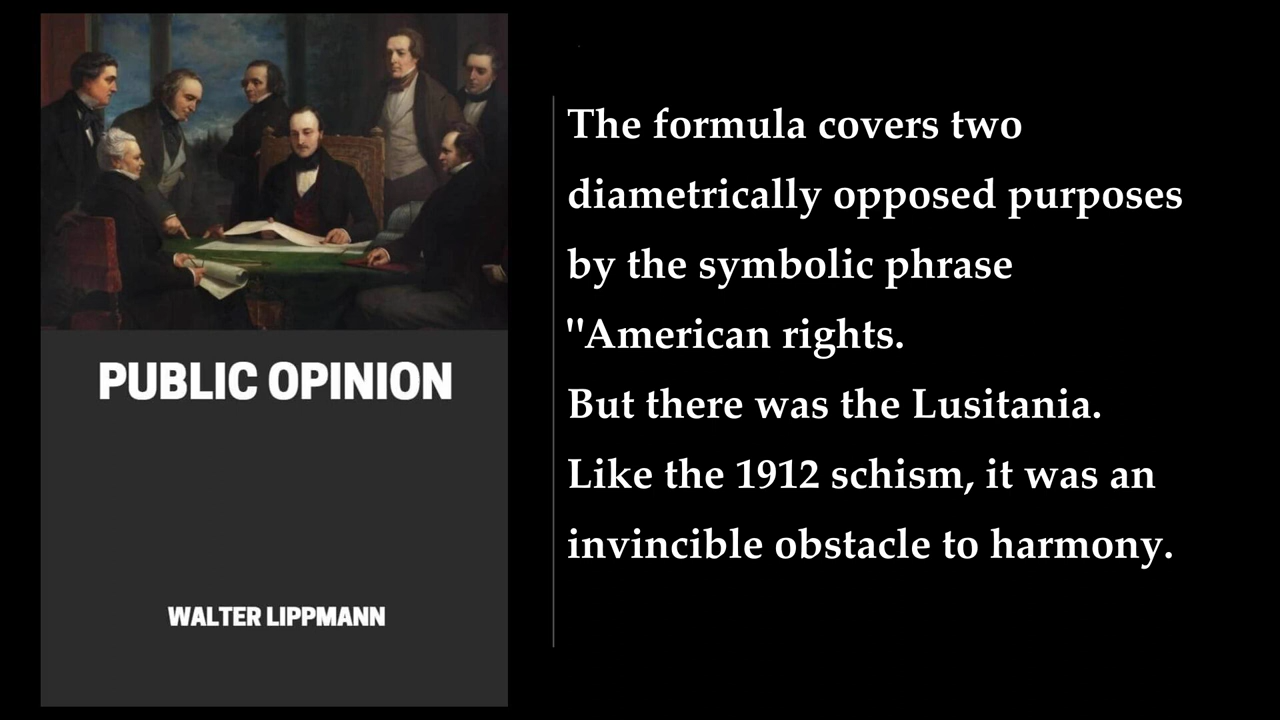 PUBLIC OPINION
WALTER LIPPMANN
The formula covers two
diametrically opposed purposes
by the symbolic phrase
"American rights.
But there was the Lusitania.
Like the 1912 schism, it was an
invincible obstacle to harmony.